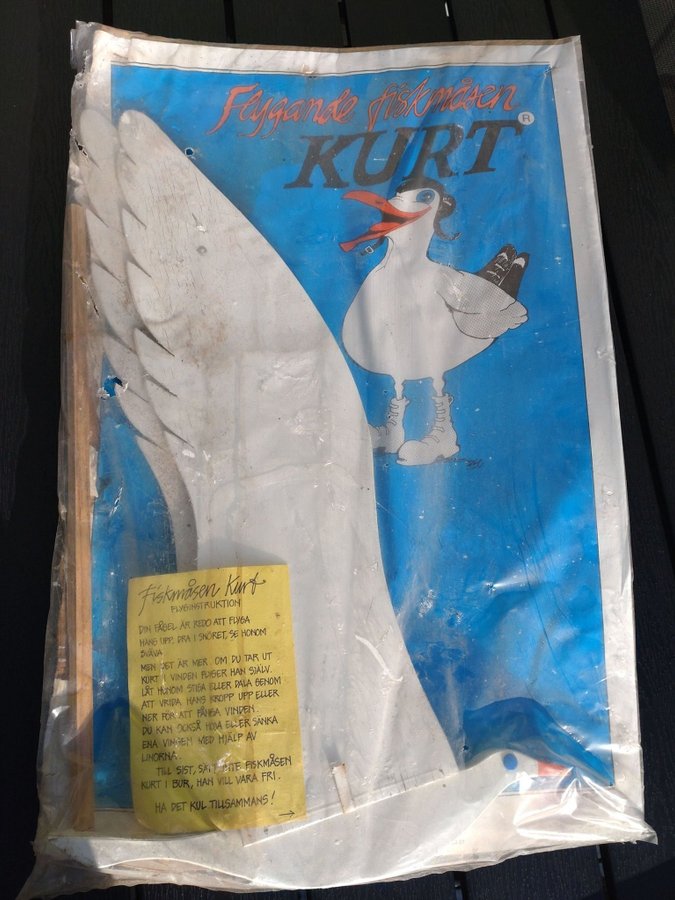 Flygande fiskmåsen
KURT
R
Fiskmåsen Kurt
FLYGINSTRUKTION
DIN FÅGEL ÄR REDO ATT FLYGA
HÄNG UPP, DRA I SNÖRET, SE HONOM
SVÄVA.
MEN DET ÄR MER. OM DU TAR UT
KURT I VINDEN FLYGER HAN SJÄLV.
LÅT HONOM STIGA ELLER DALA GENOM
ATT VRIDA HANS KROPP UPP ELLER
NER FÖR ATT FÅNGA VINDEN.
DU KAN OCKSÅ HÖJA ELLER SÄNKA
ENA VINGEN MED HJÄLP AV
LINORNA.
TILL SIST, SÄTT INTE FISKMÅSEN
KURT I BUR, HAN VILL VARA FRI.
HA DET KUL TILLSAMMANS!